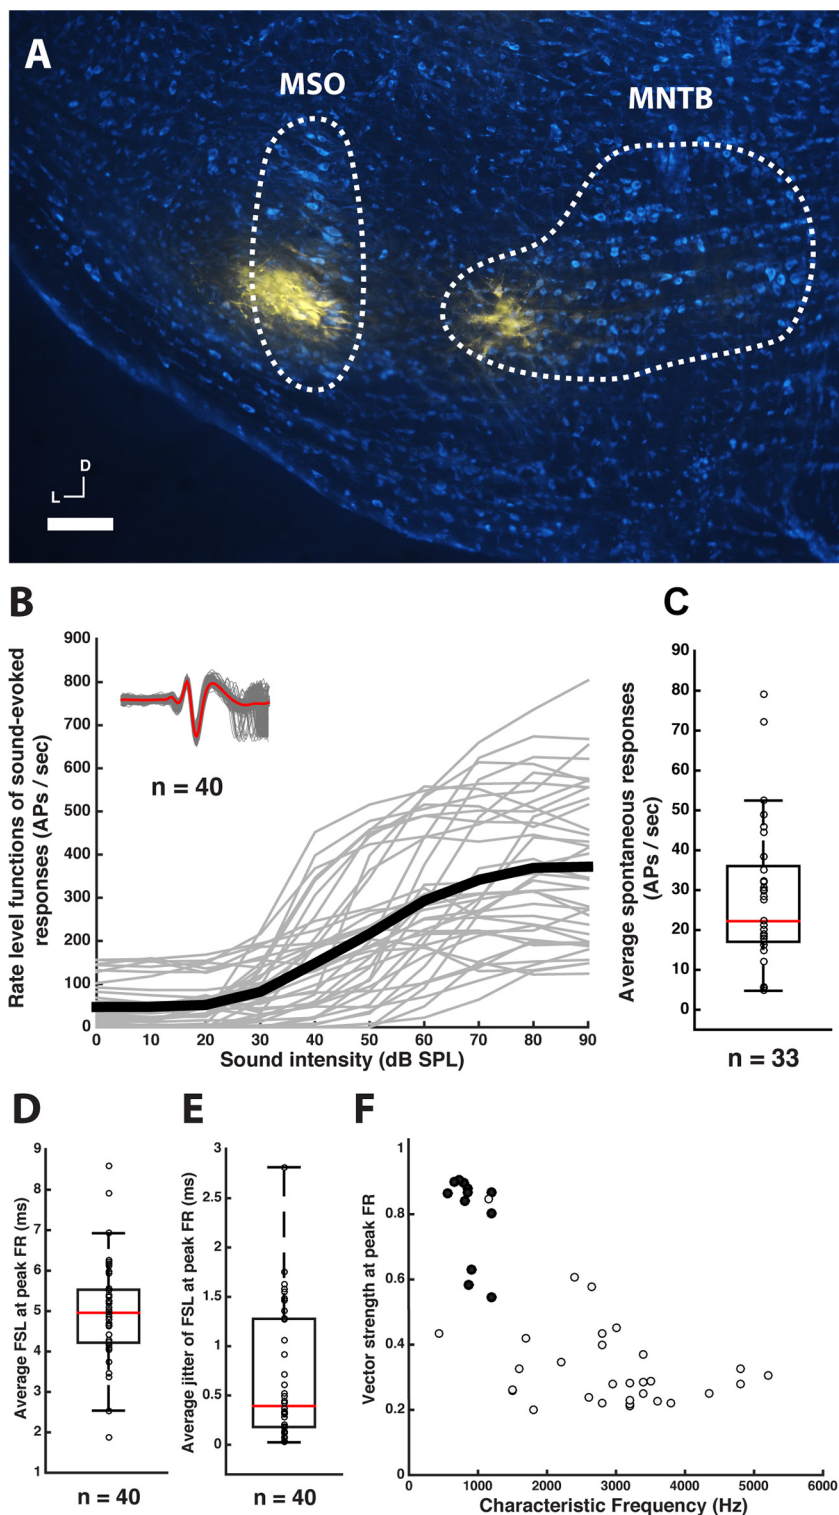 A
MSO
MNTB
D
L
B
Rate level functions of sound-evoked
responses (APs / sec)
900
800
700
600
500
400
300
200
100
0
n = 40
0 10 20 30 40 50 60 70 80 90
Sound intensity (dB SPL)
C
Average spontaneous responses
(APs / sec)
90
80
70
60
50
40
30
20
10
0
n = 33
D
Average FSL at peak FR (ms)
9
8
7
6
5
4
3
2
1
n = 40
E
Average jitter of FSL at peak FR (ms)
3
2.5
2
1.5
1
0.5
0
n = 40
F
Vector strength at peak FR
1
0.8
0.6
0.4
0.2
0
0 1000 2000 3000 4000 5000 6000
Characteristic Frequency (Hz)